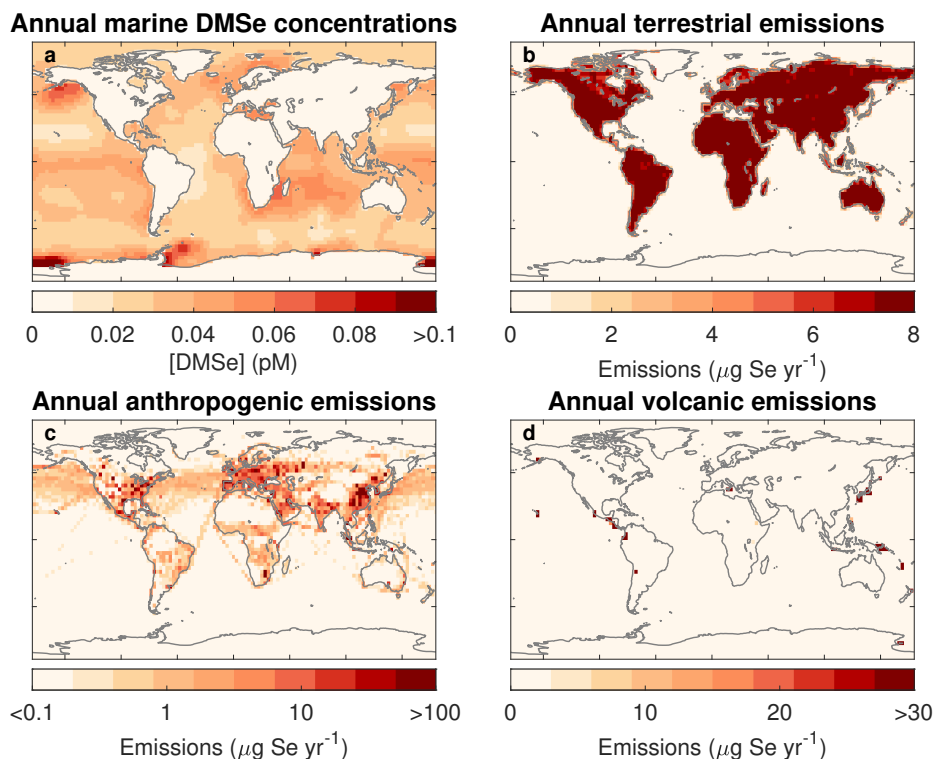 Annual marine DMSe concentrations
a
0 0.02 0.04 0.06 0.08 >0.1
[DMSe] (pM)
Annual terrestrial emissions
b
0 2 4 6 8
Emissions (μg Se yr⁻¹)
Annual anthropogenic emissions
c
<0.1 1 10 >100
Emissions (μg Se yr⁻¹)
Annual volcanic emissions
d
0 10 20 >30
Emissions (μg Se yr⁻¹)